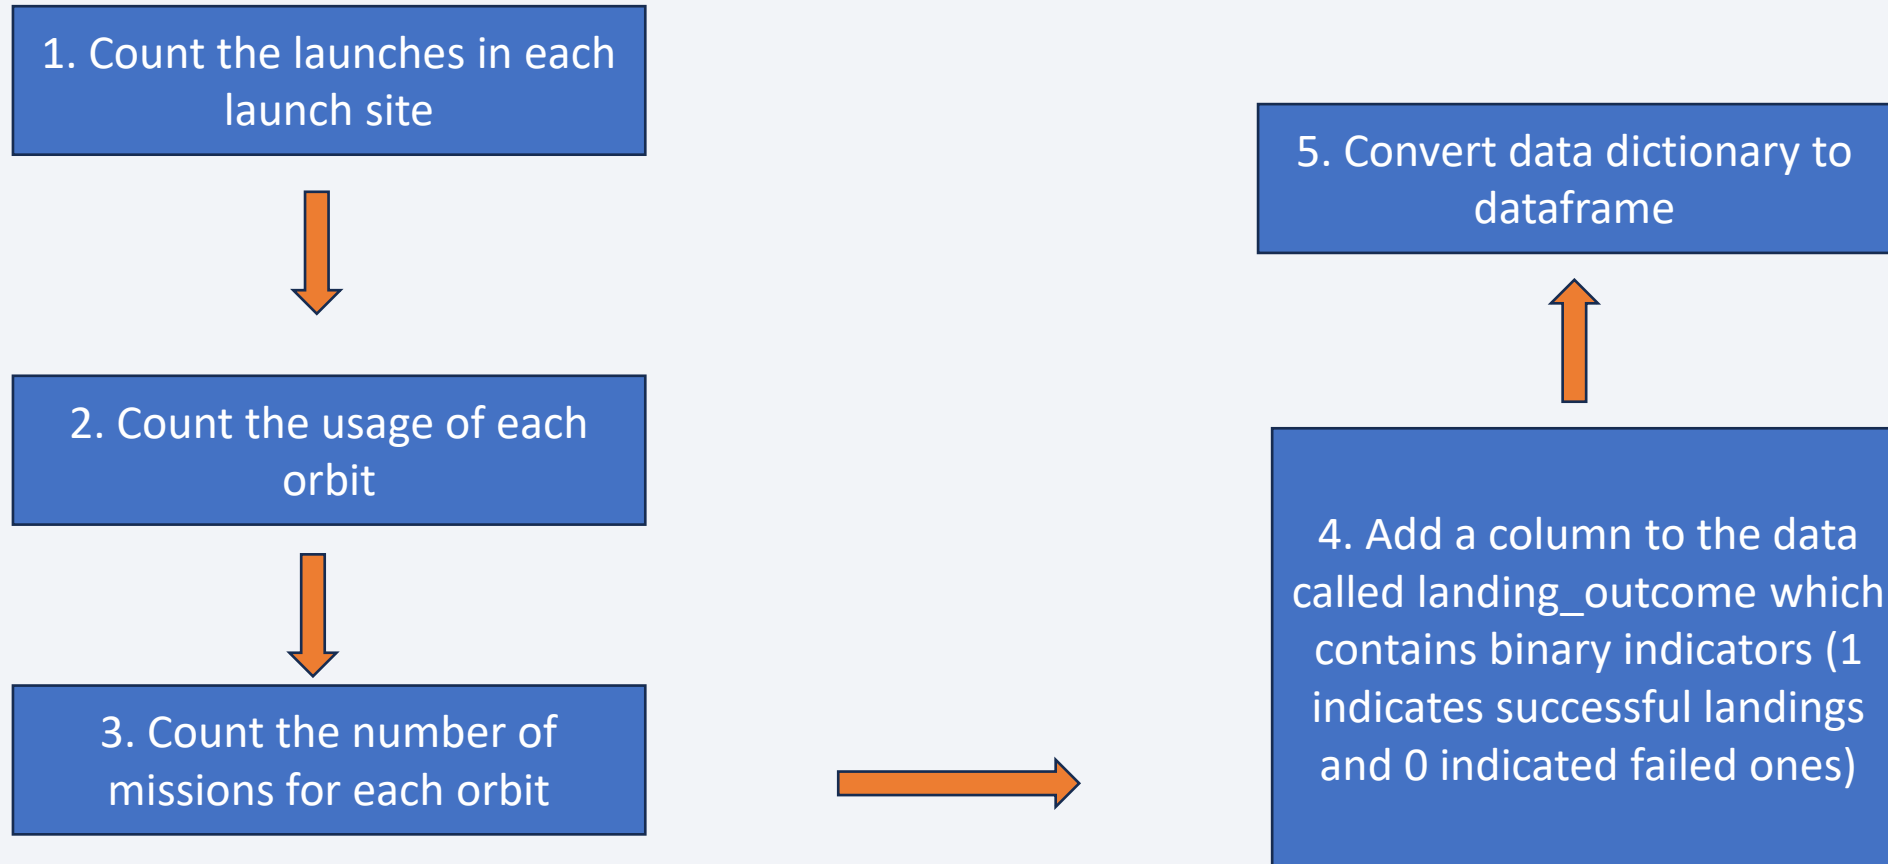 1. Count the launches in each
launch site
2. Count the usage of each
orbit
3. Count the number of
missions for each orbit
4. Add a column to the data
called landing_outcome which
contains binary indicators (1
indicates successful landings
and 0 indicated failed ones)
5. Convert data dictionary to
dataframe